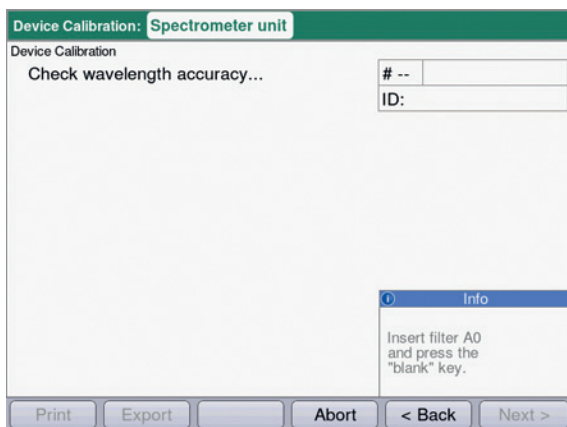 Device Calibration: Spectrometer unit
Device Calibration
Check wavelength accuracy...
# --
ID:
Info
Insert filter A0
and press the
"blank" key.
Print Export Abort < Back Next >